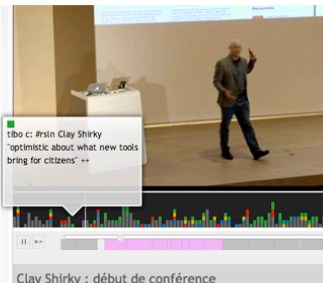 tibo c: #rsln Clay Shirky
"optimistic about what new tools
bring for citizens" ++
Clay Shirky : début de conférence